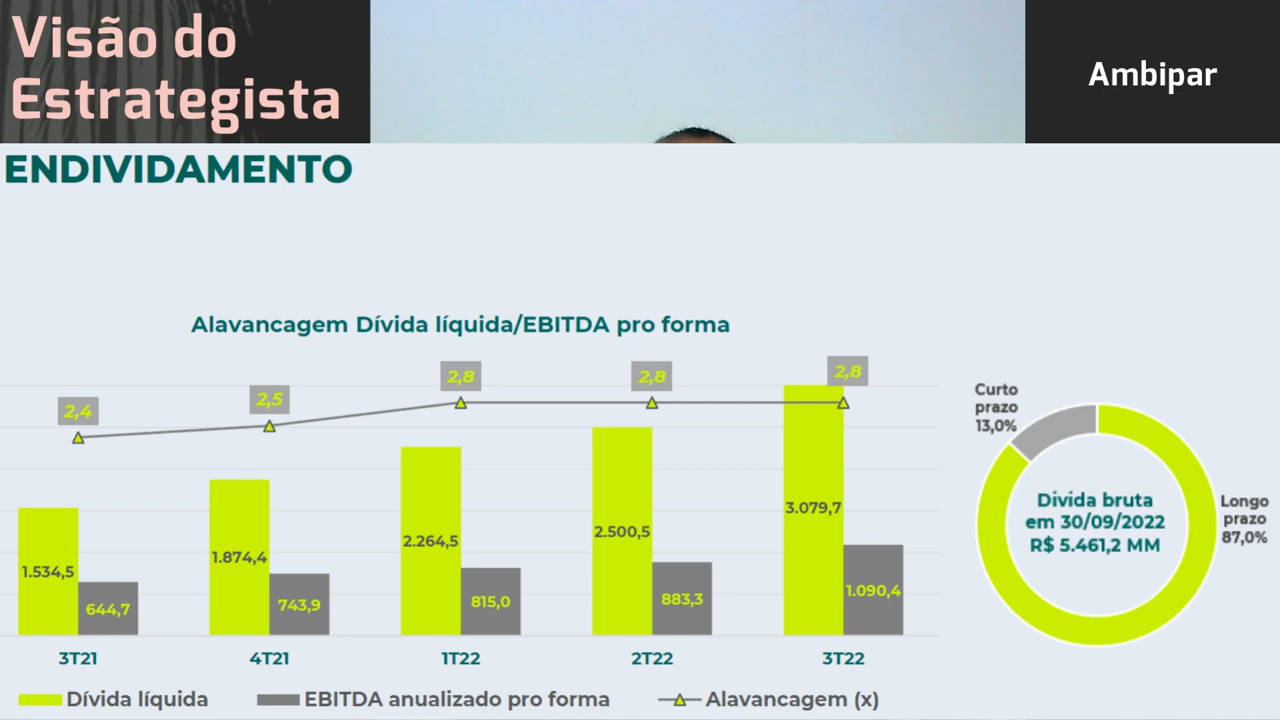 Visão do
Estrategista
Ambipar
ENDIVIDAMENTO
Alavancagem Dívida líquida/EBITDA pro forma
2,4
2,5
2,8
2,8
2,8
1.534,5
644,7
1.874,4
743,9
2.264,5
815,0
2.500,5
883,3
3.079,7
1.090,4
3T21
4T21
1T22
2T22
3T22
Dívida líquida
EBITDA anualizado pro forma
Alavancagem (x)
Curto
prazo
13,0%
Divida bruta
em 30/09/2022
R$ 5.461,2 MM
Longo
prazo
87,0%